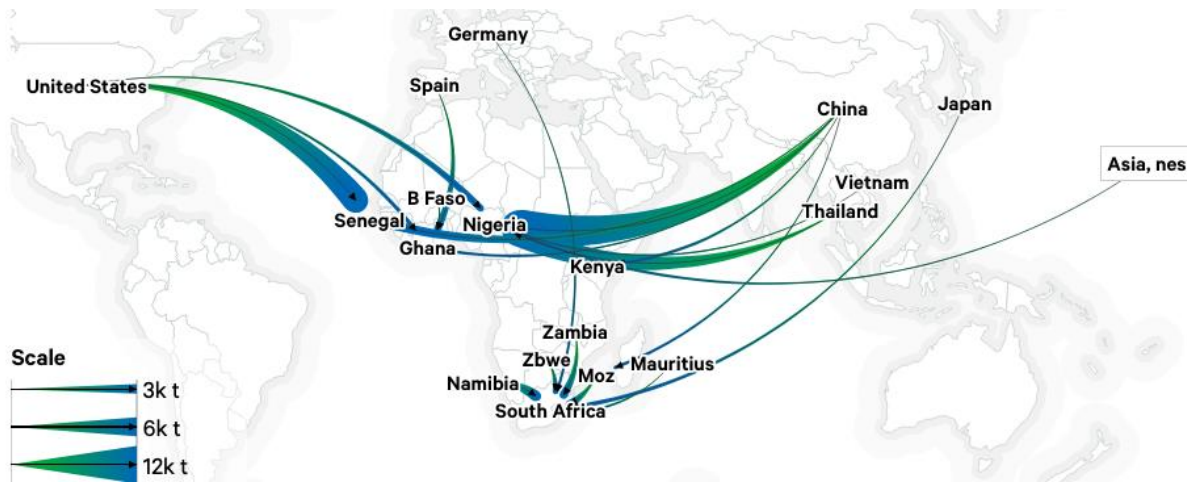 Germany
United States
Spain
China
Japan
Asia, nes
Vietnam
B Faso
Thailand
Senegal
Nigeria
Ghana
Kenya
Zambia
Scale
Zbwe
Mauritius
Moz
Namibia
3k t
South Africa
6k t
12k t